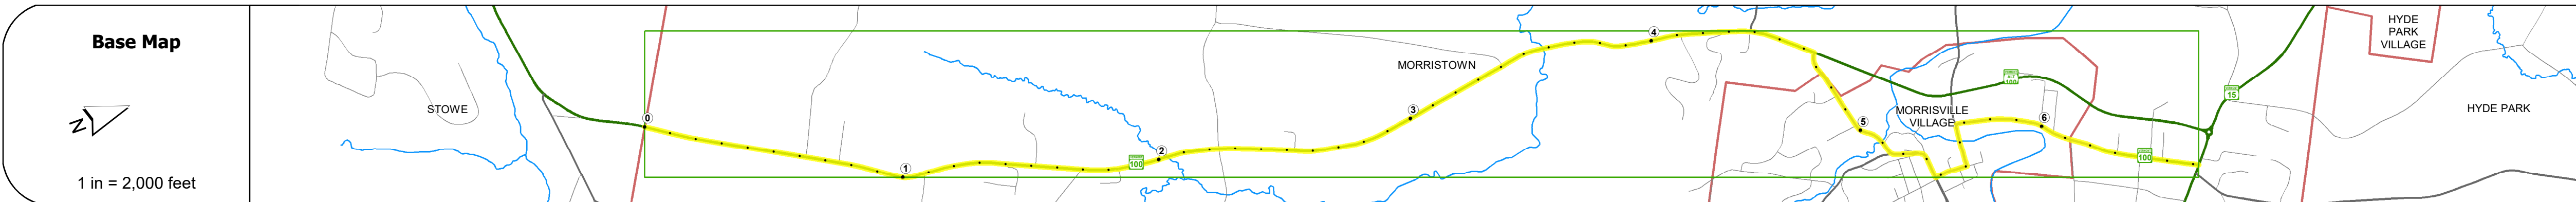 Base Map
N
1 in = 2,000 feet
STOWE
0
1
100
2
MORRISTOWN
3
4
5
MORRISVILLE
VILLAGE
100
6
100
15
HYDE
PARK
VILLAGE
HYDE PARK